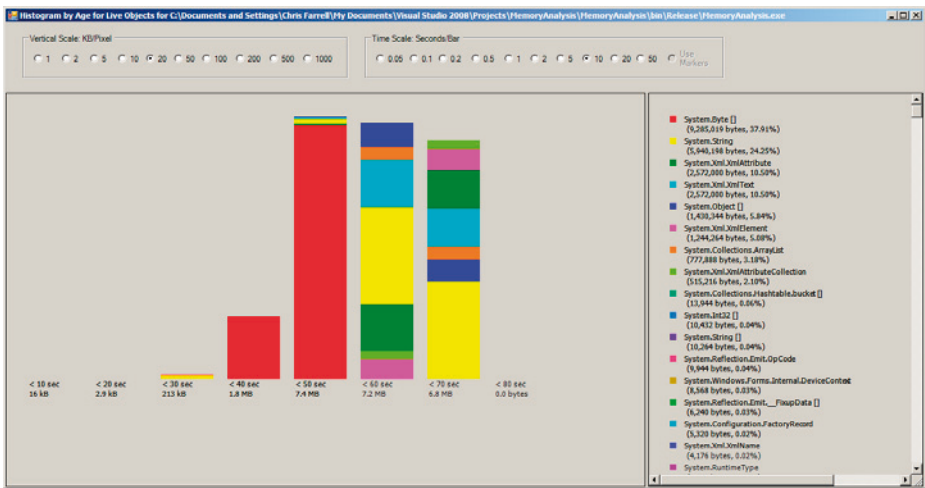 Histogram by Age for Live Objects for C:\Documents and Settings\Chris Farrell\My Documents\Visual Studio 2008\Projects\MemoryAnalysis\MemoryAnalysis\bin\Release\MemoryAnalysis.exe
Vertical Scale: KB/Pixel
1 2 5 10 20 50 100 200 500 1000
Time Scale: Seconds/Bar
0.05 0.1 0.2 0.5 1 2 5 10 20 50 Use Markers
< 10 sec
16 kB
< 20 sec
2.9 kB
< 30 sec
213 kB
< 40 sec
1.8 MB
< 50 sec
7.4 MB
< 60 sec
7.2 MB
< 70 sec
6.8 MB
< 80 sec
0.0 bytes
System.Byte []
(9,285,019 bytes, 37.91%)
System.String
(5,940,198 bytes, 24.25%)
System.Xml.XmlAttribute
(2,572,000 bytes, 10.50%)
System.Xml.XmlText
(2,572,000 bytes, 10.50%)
System.Object []
(1,430,344 bytes, 5.84%)
System.Xml.XmlElement
(1,244,264 bytes, 5.08%)
System.Collections.ArrayList
(777,888 bytes, 3.18%)
System.Xml.XmlAttributeCollection
(515,216 bytes, 2.10%)
System.Collections.Hashtable.bucket []
(13,944 bytes, 0.06%)
System.Int32 []
(10,432 bytes, 0.04%)
System.String []
(10,264 bytes, 0.04%)
System.Reflection.Emit.OpCode
(9,944 bytes, 0.04%)
System.Windows.Forms.Internal.DeviceContext
(8,568 bytes, 0.03%)
System.Reflection.Emit.__FixupData []
(6,240 bytes, 0.03%)
System.Configuration.FactoryRecord
(5,320 bytes, 0.02%)
System.Xml.XmlName
(4,176 bytes, 0.02%)
System.RuntimeType